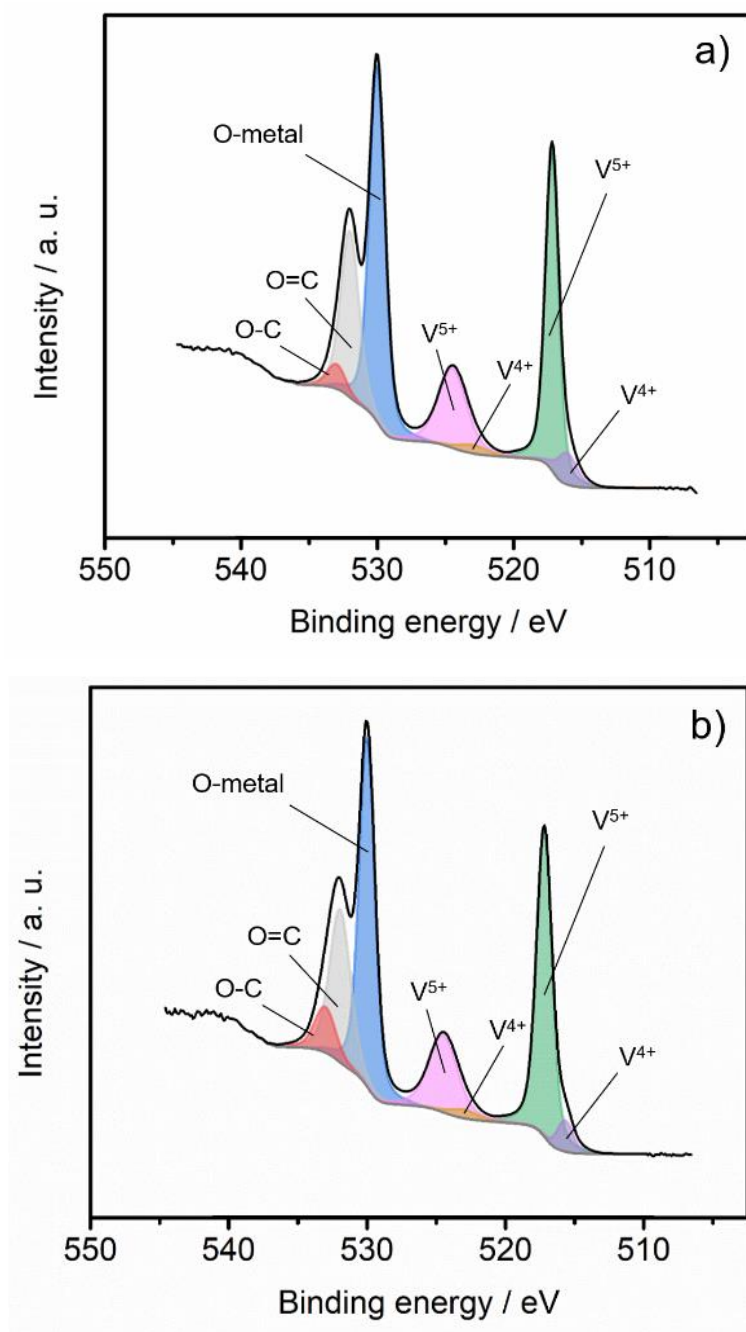 a)
O-metal
V⁵⁺
O=C
O-C
V⁵⁺
V⁴⁺
V⁴⁺
Intensity / a. u.
550 540 530 520 510
Binding energy / eV
b)
O-metal
V⁵⁺
O=C
O-C
V⁵⁺
V⁴⁺
V⁴⁺
Intensity / a. u.
550 540 530 520 510
Binding energy / eV